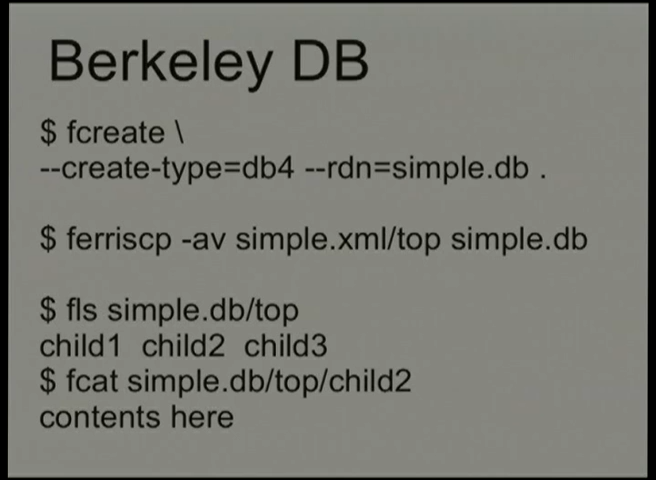 Berkeley DB
$ fcreate \
--create-type=db4 --rdn=simple.db .
$ ferriscp -av simple.xml/top simple.db
$ fls simple.db/top
child1 child2 child3
$ fcat simple.db/top/child2
contents here